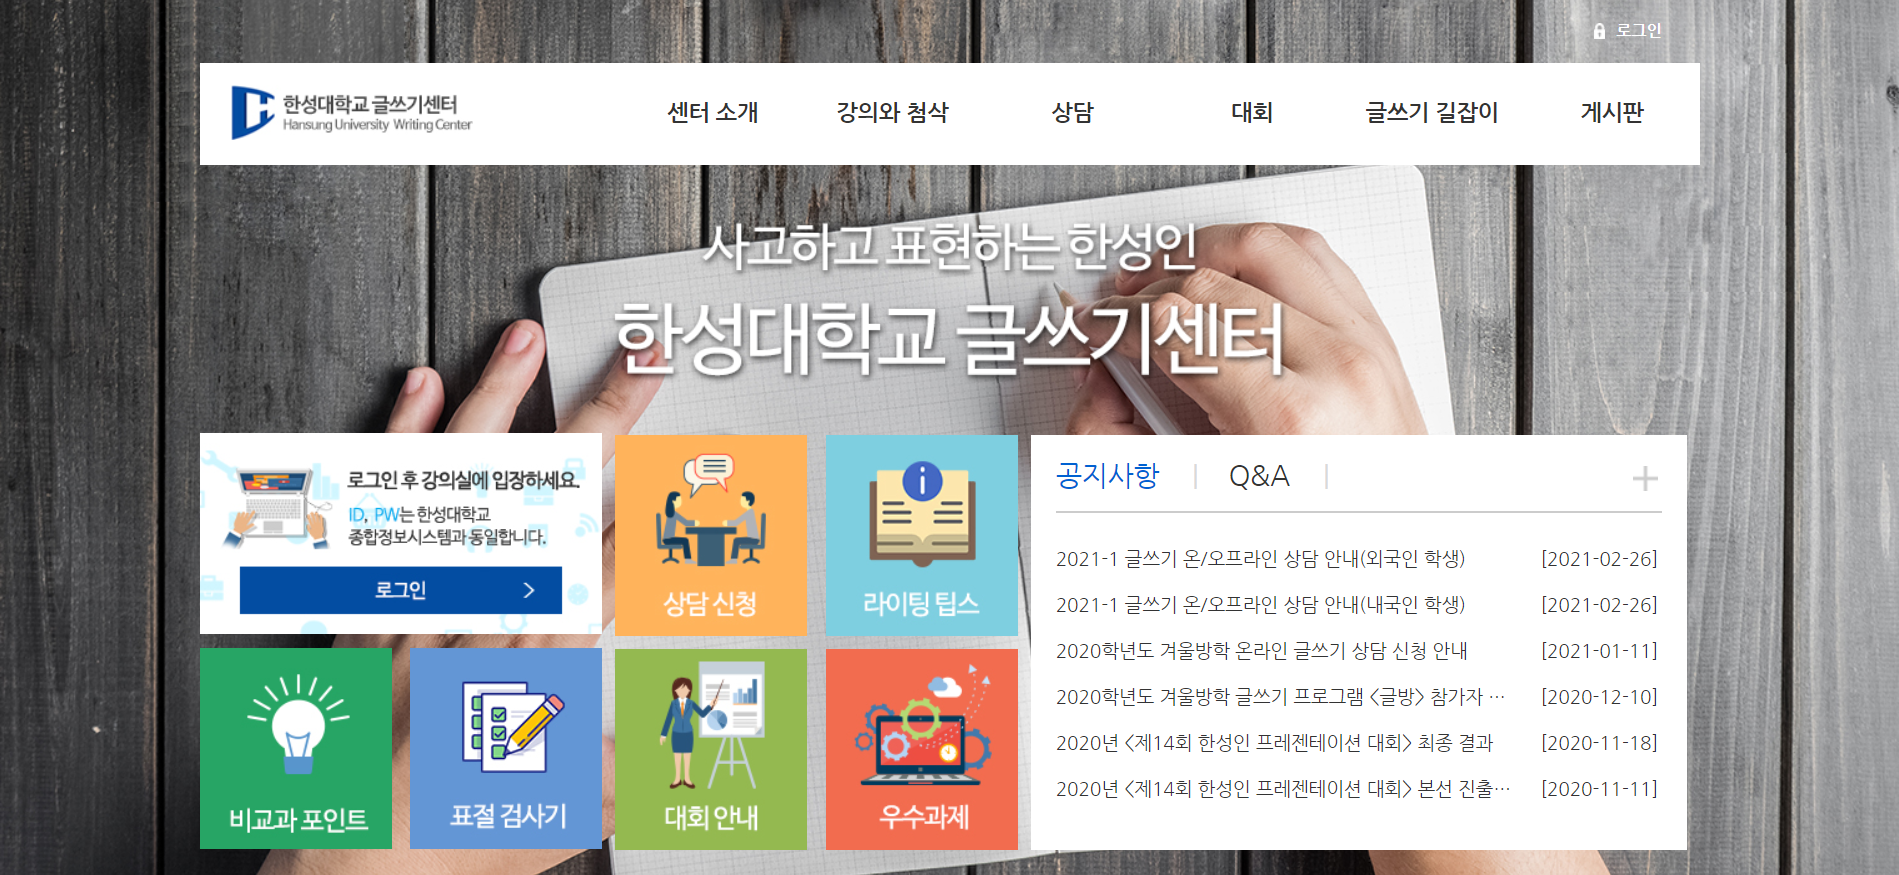 로그인
한성대학교 글쓰기센터
Hansung University Writing Center
센터 소개
강의와 첨삭
상담
대회
글쓰기 길잡이
게시판
사고하고 표현하는 한성인
한성대학교 글쓰기센터
로그인 후 강의실에 입장하세요.
ID, PW는 한성대학교
종합정보시스템과 동일합니다.
로그인
상담 신청
라이팅 팁스
비교과 포인트
표절 검사기
대회 안내
우수과제
공지사항 | Q&A |
2021-1 글쓰기 온/오프라인 상담 안내(외국인 학생) [2021-02-26]
2021-1 글쓰기 온/오프라인 상담 안내(내국인 학생) [2021-02-26]
2020학년도 겨울방학 온라인 글쓰기 상담 신청 안내 [2021-01-11]
2020학년도 겨울방학 글쓰기 프로그램 <글방> 참가자 … [2020-12-10]
2020년 <제14회 한성인 프레젠테이션 대회> 최종 결과 [2020-11-18]
2020년 <제14회 한성인 프레젠테이션 대회> 본선 진출… [2020-11-11]